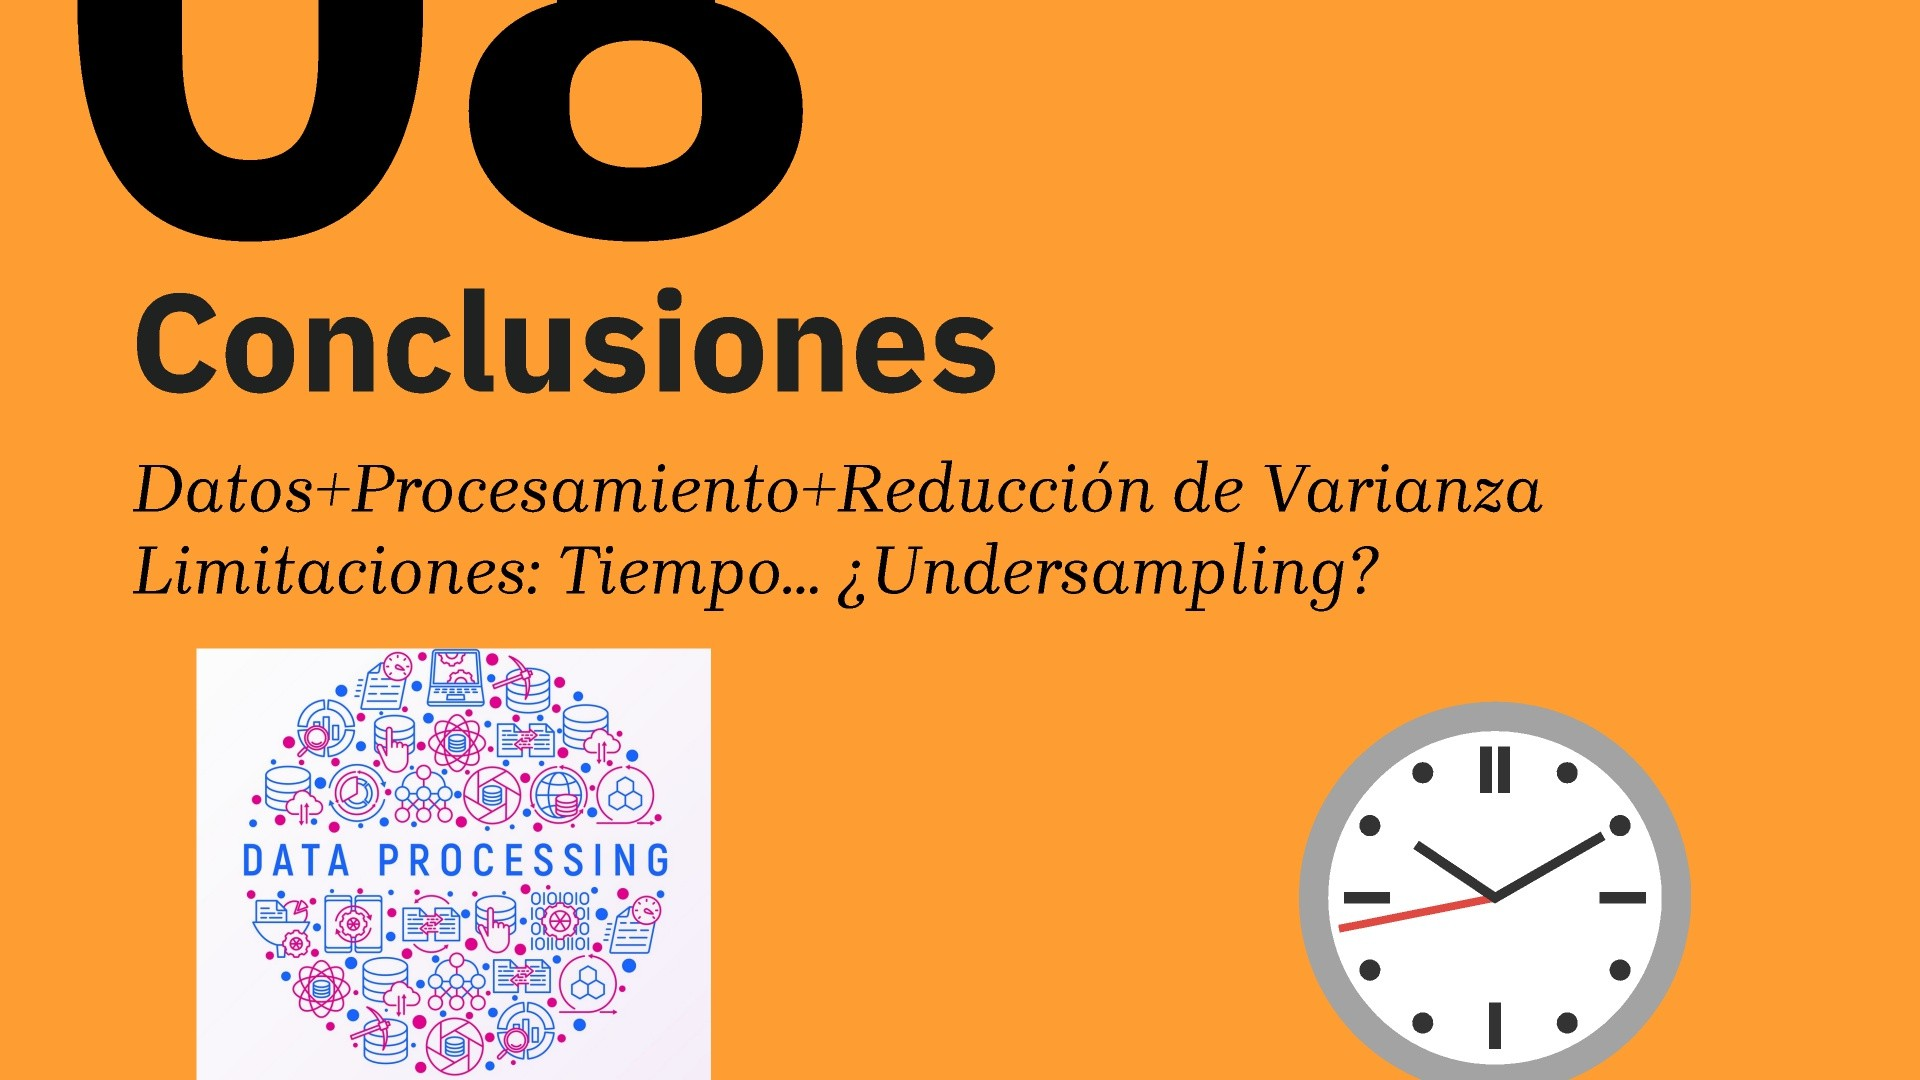 08
Conclusiones
Datos+Procesamiento+Reducción de Varianza
Limitaciones: Tiempo... ¿Undersampling?
DATA PROCESSING